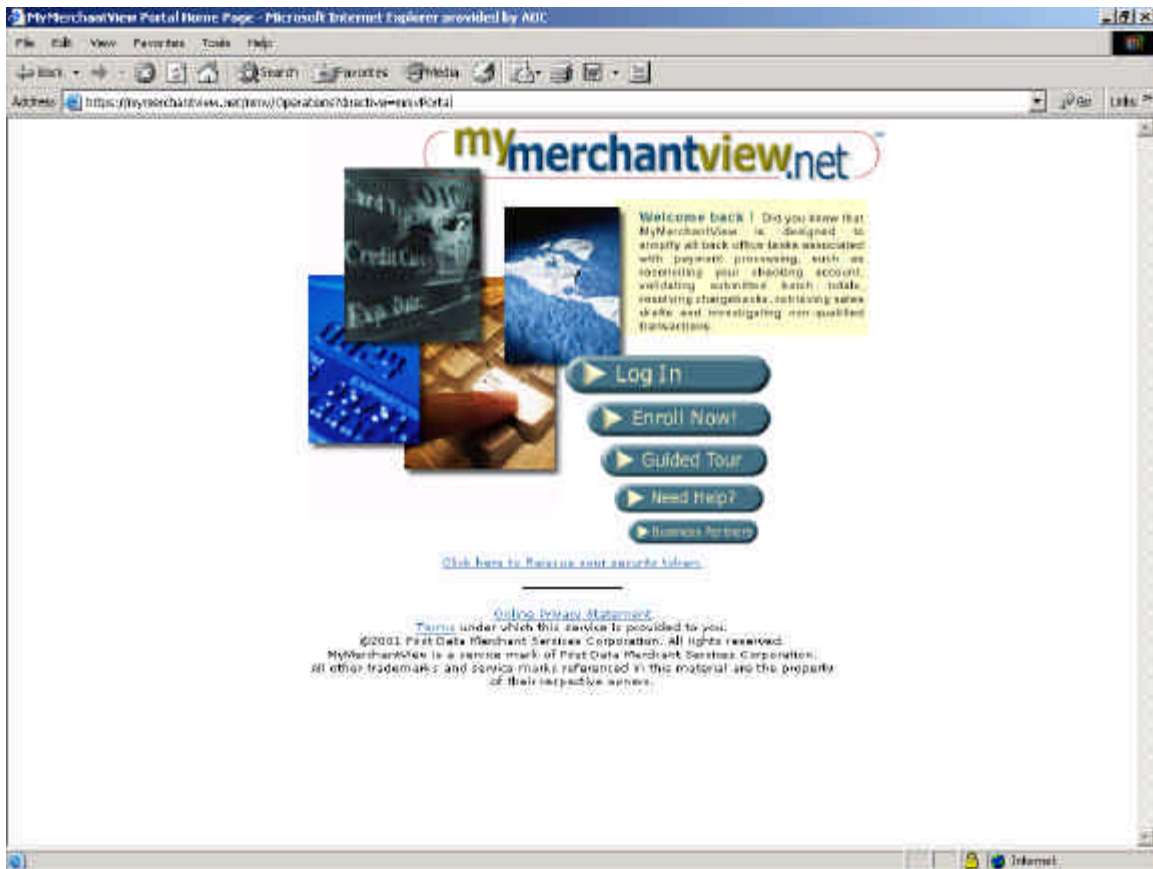 MyMerchantView Portal Home Page - Microsoft Internet Explorer provided by AOC
File Edit View Favorites Tools Help
Back Search Favorites Media
Address https://mymerchantview.net/mmv/Operations?directive=mmvPortal Go Links
mymerchantview.net
Card
Credit Card
Exp Date
Welcome back ! Did you know that
MyMerchantView is designed to
simplify all back office tasks associated
with payment processing, such as
reconciling your checking account,
validating submitted batch totals,
resolving chargebacks, retrieving sales
drafts and investigating non-qualified
transactions
Log In
Enroll Now!
Guided Tour
Need Help?
Business Partners
Click here to your security token
Online Privacy Statement
Terms under which this service is provided to you.
©2001 First Data Merchant Services Corporation. All rights reserved.
MyMerchantView is a service mark of First Data Merchant Services Corporation.
All other trademarks and service marks referenced in this material are the property
of their respective owners.
Internet